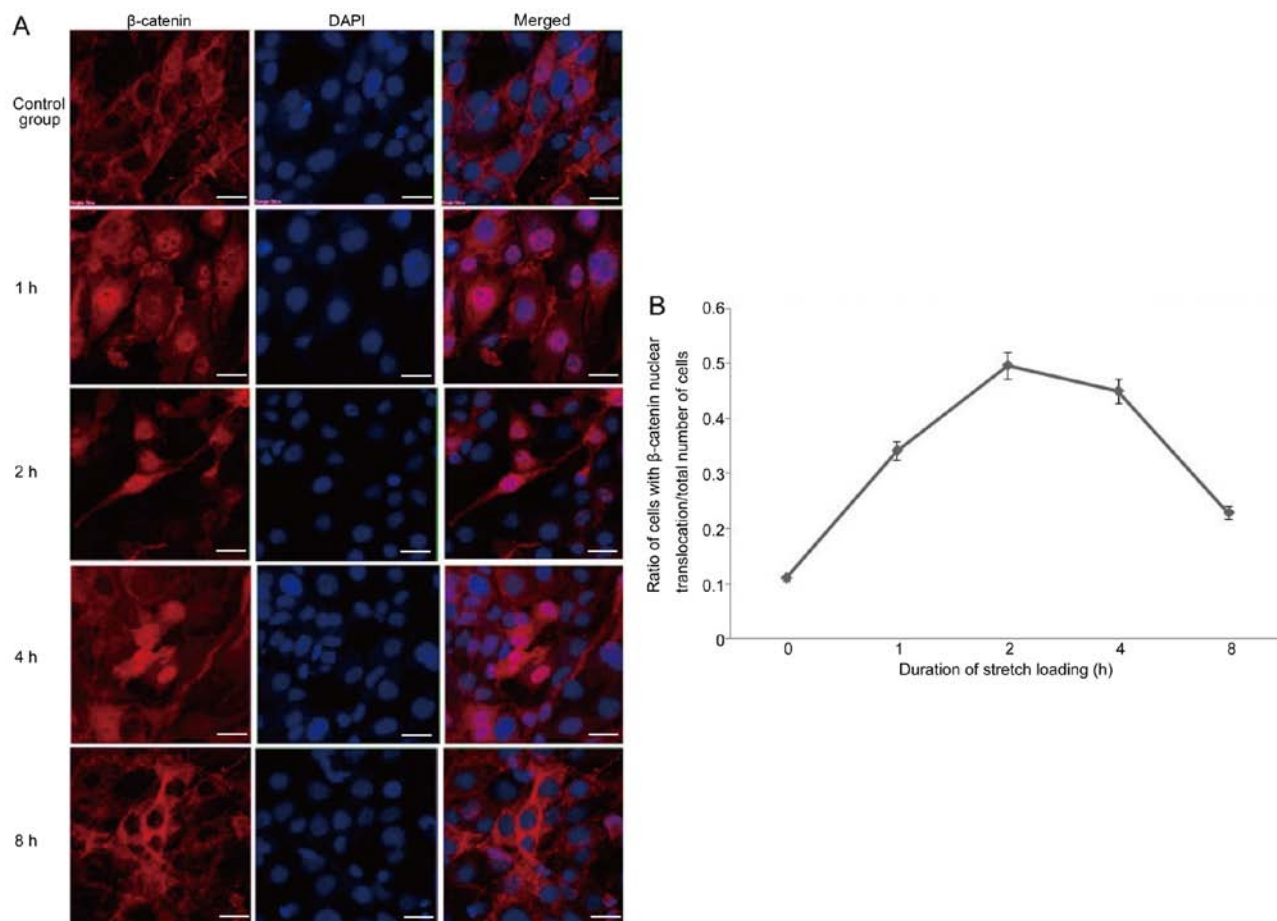 A
β-catenin
DAPI
Merged
Control
group
1 h
2 h
4 h
8 h
B
Ratio of cells with β-catenin nuclear
translocation/total number of cells
0.6
0.5
0.4
0.3
0.2
0.1
0
0 1 2 4 8
Duration of stretch loading (h)